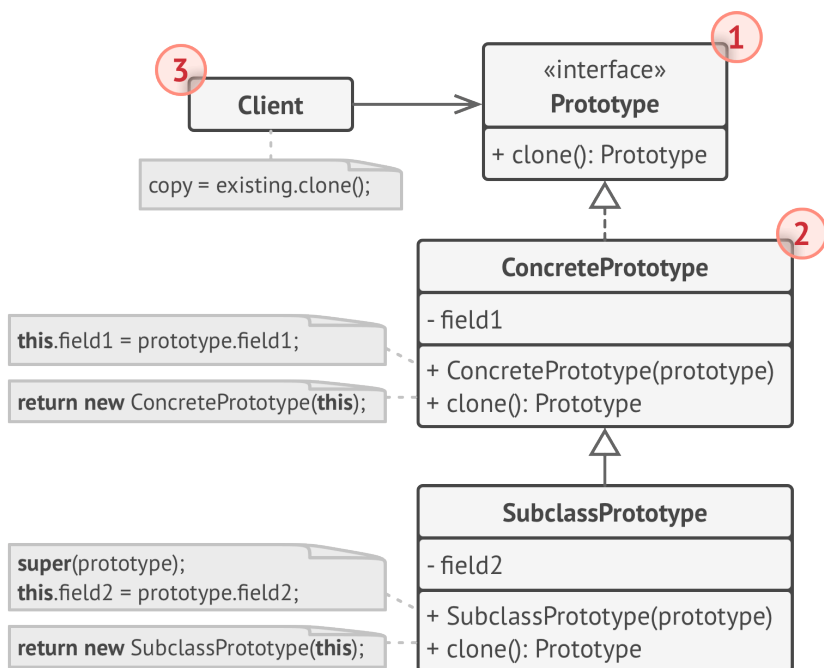 1
«interface»
Prototype
+ clone(): Prototype
3
Client
copy = existing.clone();
2
ConcretePrototype
- field1
+ ConcretePrototype(prototype)
+ clone(): Prototype
this.field1 = prototype.field1;
return new ConcretePrototype(this);
SubclassPrototype
- field2
+ SubclassPrototype(prototype)
+ clone(): Prototype
super(prototype);
this.field2 = prototype.field2;
return new SubclassPrototype(this);